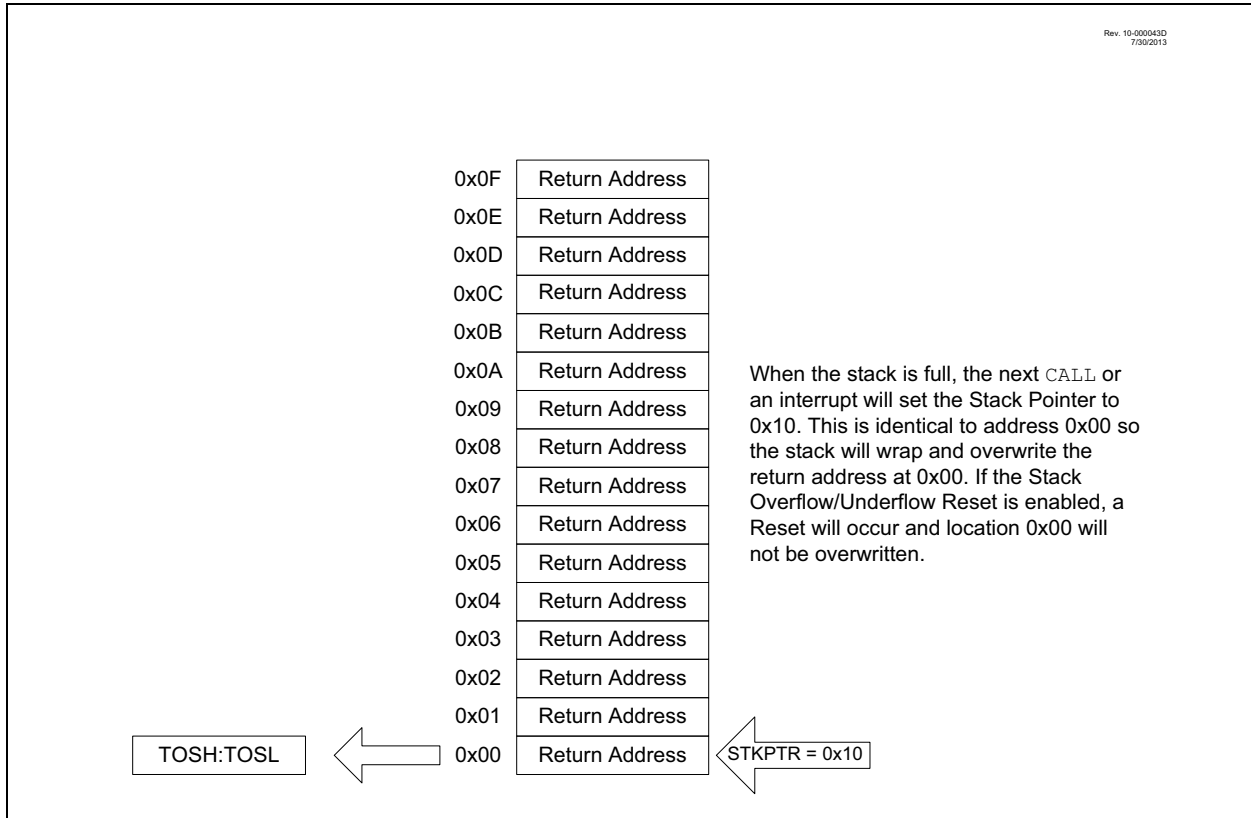 Rev. 10-000043D
7/30/2013
0x0F Return Address
0x0E Return Address
0x0D Return Address
0x0C Return Address
0x0B Return Address
0x0A Return Address
0x09 Return Address
0x08 Return Address
0x07 Return Address
0x06 Return Address
0x05 Return Address
0x04 Return Address
0x03 Return Address
0x02 Return Address
0x01 Return Address
TOSH:TOSL 0x00 Return Address STKPTR = 0x10
When the stack is full, the next CALL or
an interrupt will set the Stack Pointer to
0x10. This is identical to address 0x00 so
the stack will wrap and overwrite the
return address at 0x00. If the Stack
Overflow/Underflow Reset is enabled, a
Reset will occur and location 0x00 will
not be overwritten.